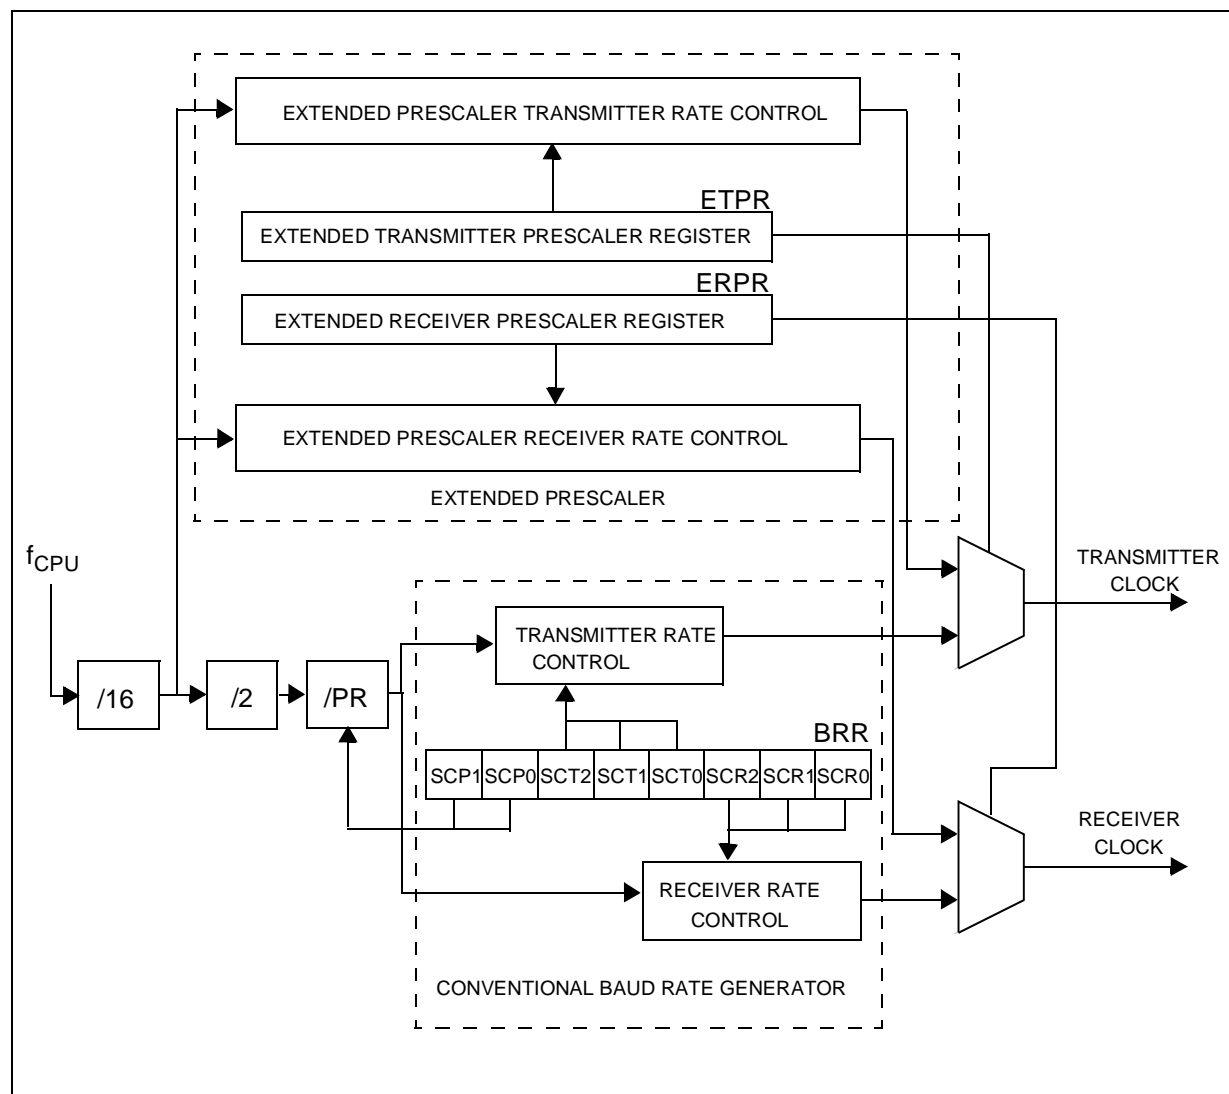 EXTENDED PRESCALER TRANSMITTER RATE CONTROL
ETPR
EXTENDED TRANSMITTER PRESCALER REGISTER
ERPR
EXTENDED RECEIVER PRESCALER REGISTER
EXTENDED PRESCALER RECEIVER RATE CONTROL
EXTENDED PRESCALER
fCPU
TRANSMITTER
CLOCK
TRANSMITTER RATE
CONTROL
/16
/2
/PR
BRR
SCP1 SCP0 SCT2 SCT1 SCT0 SCR2 SCR1 SCR0
RECEIVER
CLOCK
RECEIVER RATE
CONTROL
CONVENTIONAL BAUD RATE GENERATOR